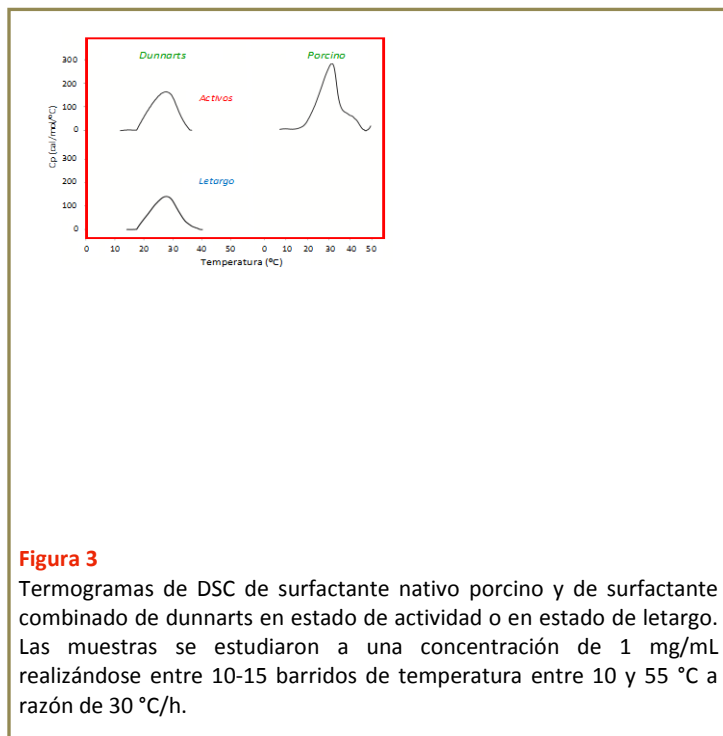 Dunnarts Porcino
300
200
Activos
100
0
Cp (cal/mol/ºC)
300
200
Letargo
100
0
0 10 20 30 40 50 0 10 20 30 40 50
Temperatura (ºC)
Figura 3
Termogramas de DSC de surfactante nativo porcino y de surfactante
combinado de dunnarts en estado de actividad o en estado de letargo.
Las muestras se estudiaron a una concentración de 1 mg/mL
realizándose entre 10-15 barridos de temperatura entre 10 y 55 °C a
razón de 30 °C/h.